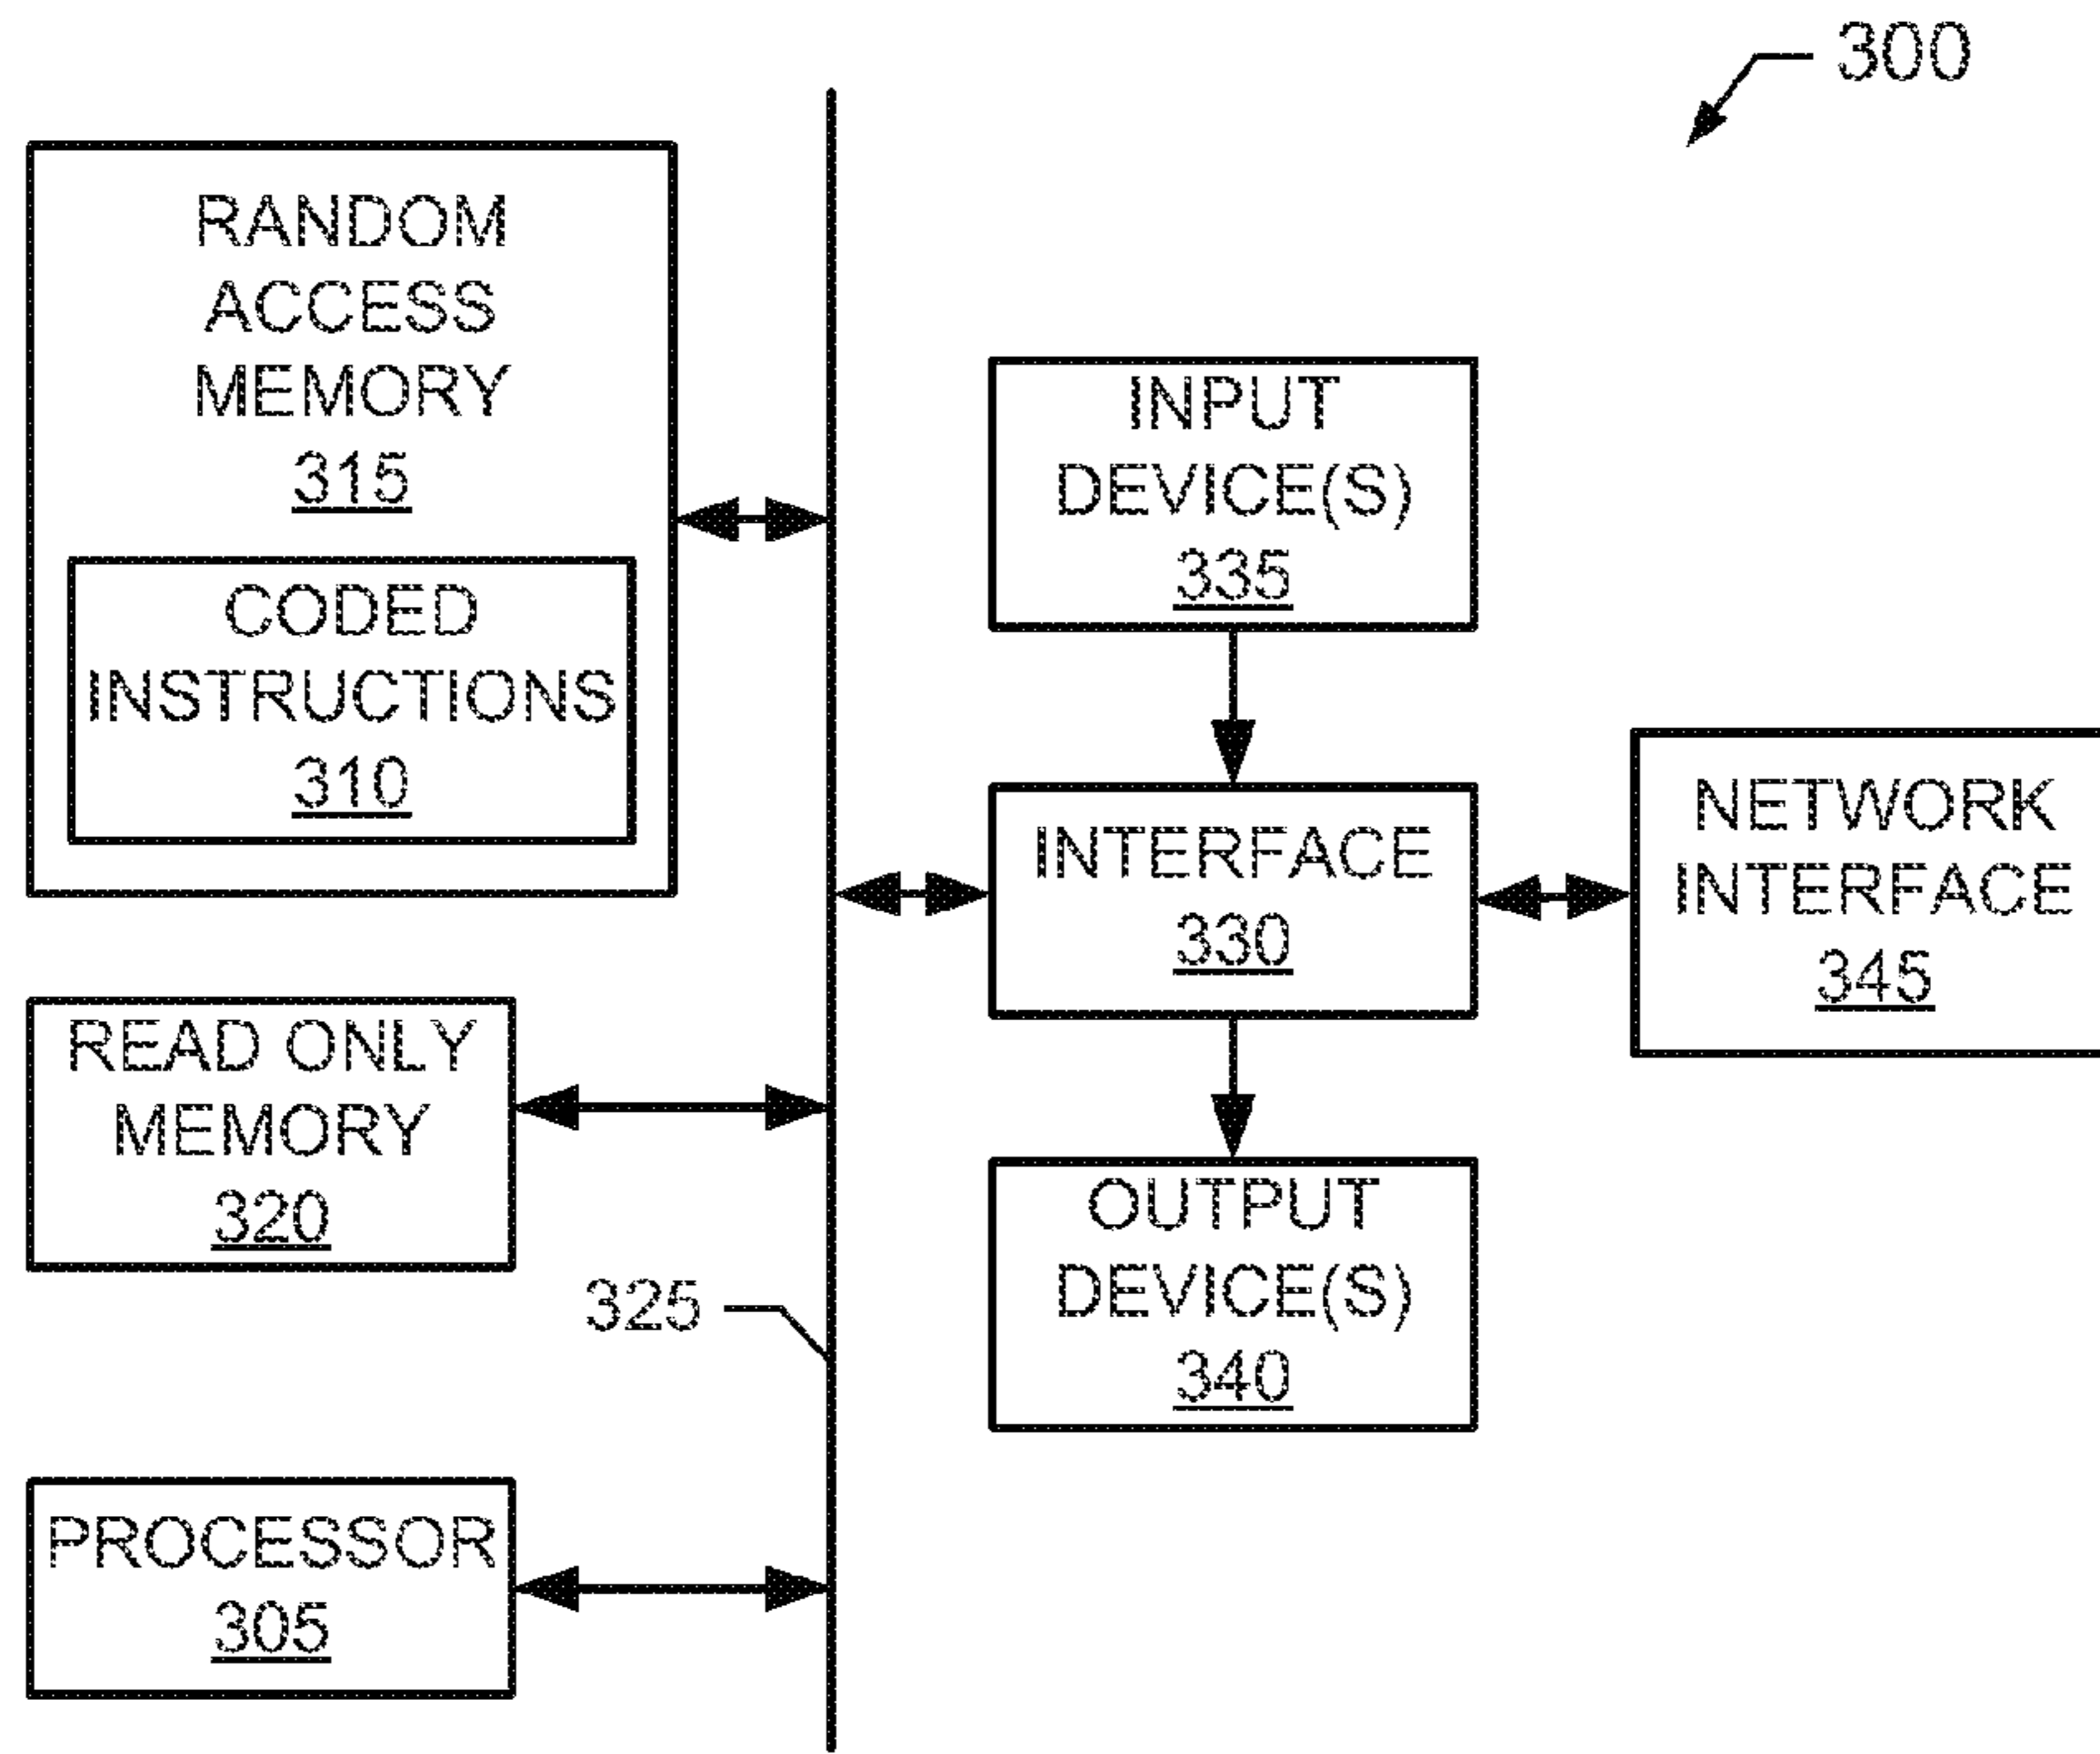 300
RANDOM
ACCESS
MEMORY
315
CODED
INSTRUCTIONS
310
READ ONLY
MEMORY
320
325
PROCESSOR
305
INPUT
DEVICE(S)
335
INTERFACE
330
OUTPUT
DEVICE(S)
340
NETWORK
INTERFACE
345